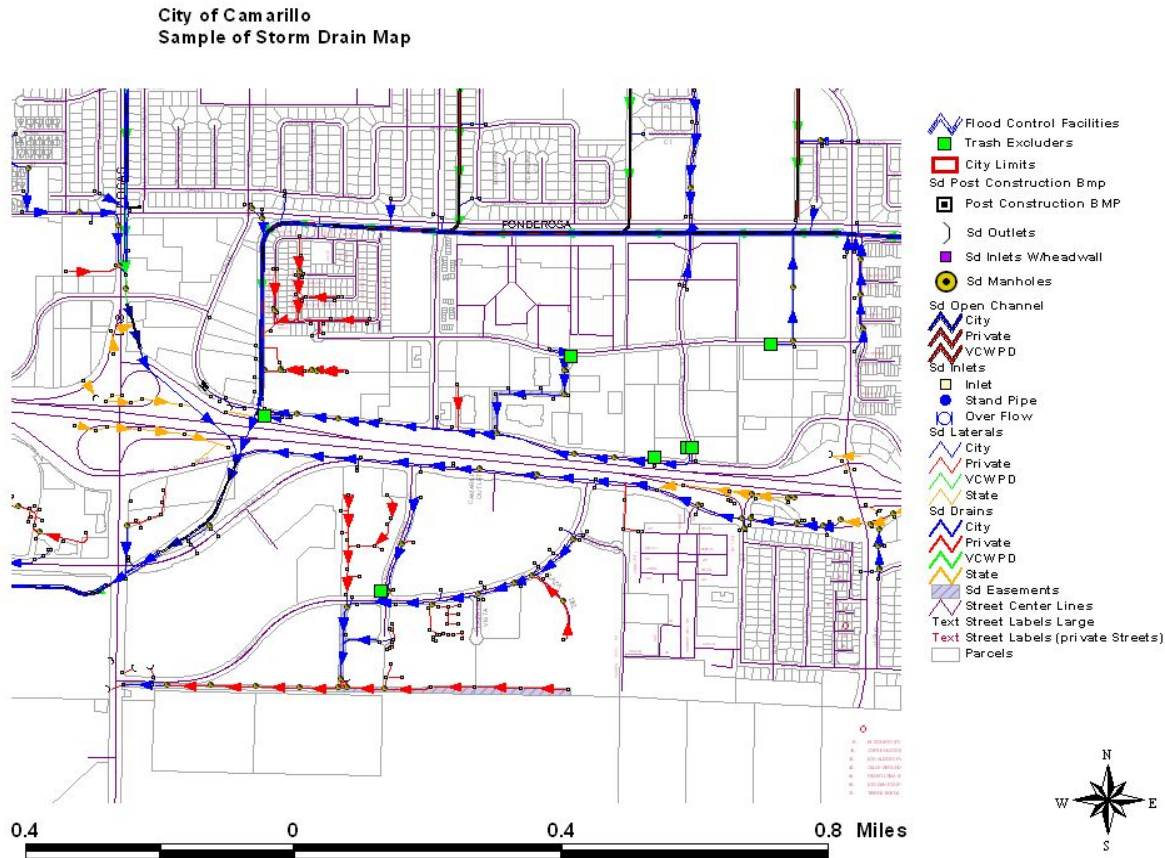 City of Camarillo
Sample of Storm Drain Map
PONDEROSA
Flood Control Facilities
Trash Excluders
City Limits
Sd Post Construction Bmp
Post Construction BMP
Sd Outlets
Sd Inlets W/headwall
Sd Manholes
Sd Open Channel
City
Private
VCWPD
Sd Inlets
Inlet
Stand Pipe
Over Flow
Sd Laterals
City
Private
VCWPD
State
Sd Drains
City
Private
VCWPD
State
Sd Easements
Street Center Lines
Text Street Labels Large
Text Street Labels (private Streets)
Parcels
N
W E
S
0.4 0 0.4 0.8 Miles